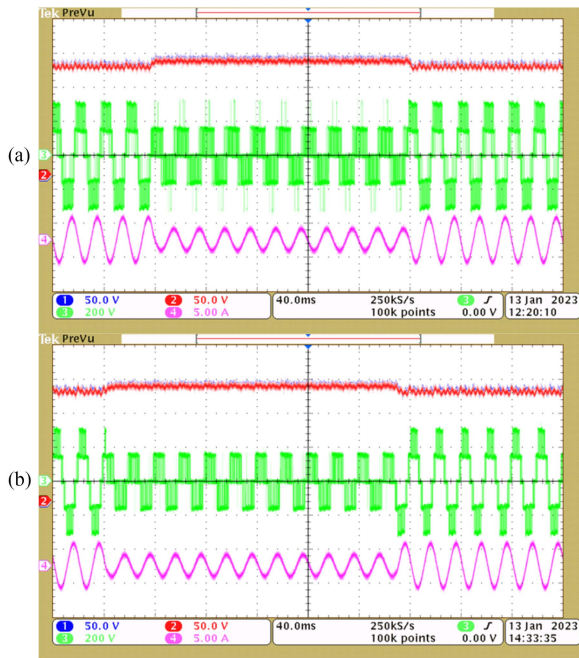 Tek PreVu
(a)
3
2
4
1 50.0 V 2 50.0 V 40.0ms 250kS/s 3 13 Jan 2023
3 200 V 4 5.00 A 100k points 0.00 V 12:20:10
Tek PreVu
(b)
3
2
4
1 50.0 V 2 50.0 V 40.0ms 250kS/s 3 13 Jan 2023
3 200 V 4 5.00 A 100k points 0.00 V 14:33:35